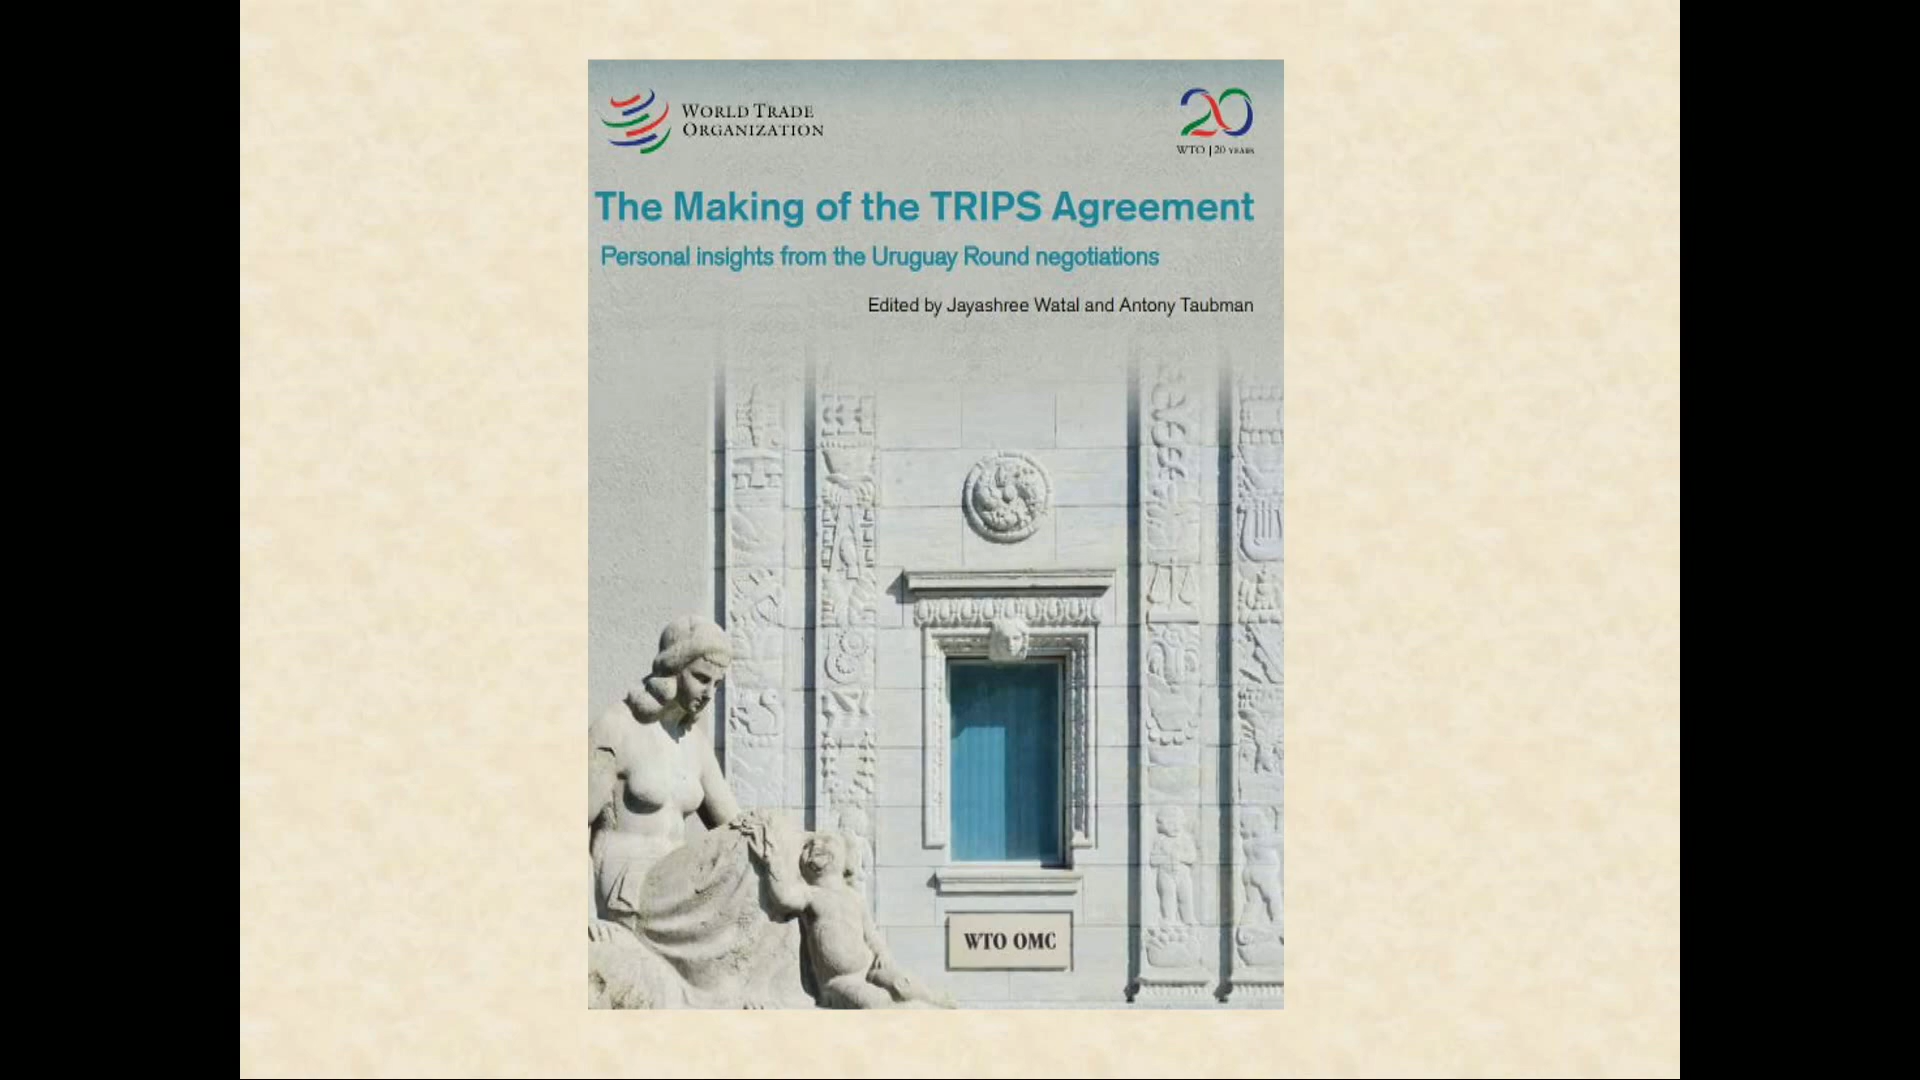 WORLD TRADE
ORGANIZATION
20
WTO | 20 YEARS
The Making of the TRIPS Agreement
Personal insights from the Uruguay Round negotiations
Edited by Jayashree Watal and Antony Taubman
WTO OMC